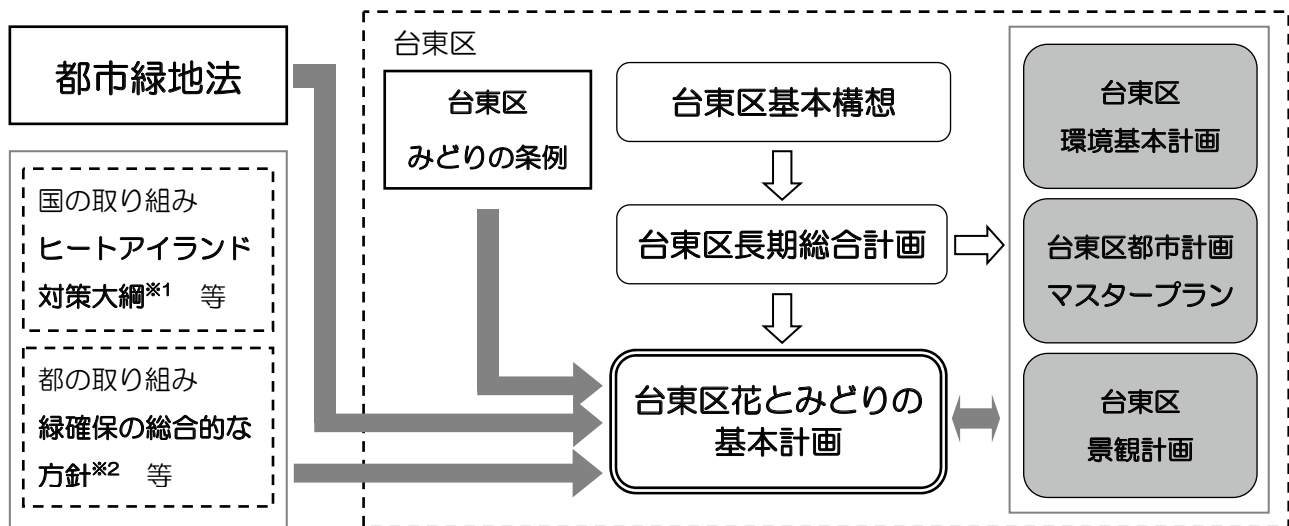 都市緑地法
国の取り組み
ヒートアイランド
対策大綱※1 等
都の取り組み
緑確保の総合的な
方針※2 等
台東区
台東区
みどりの条例
台東区基本構想
台東区長期総合計画
台東区花とみどりの
基本計画
台東区
環境基本計画
台東区都市計画
マスタープラン
台東区
景観計画